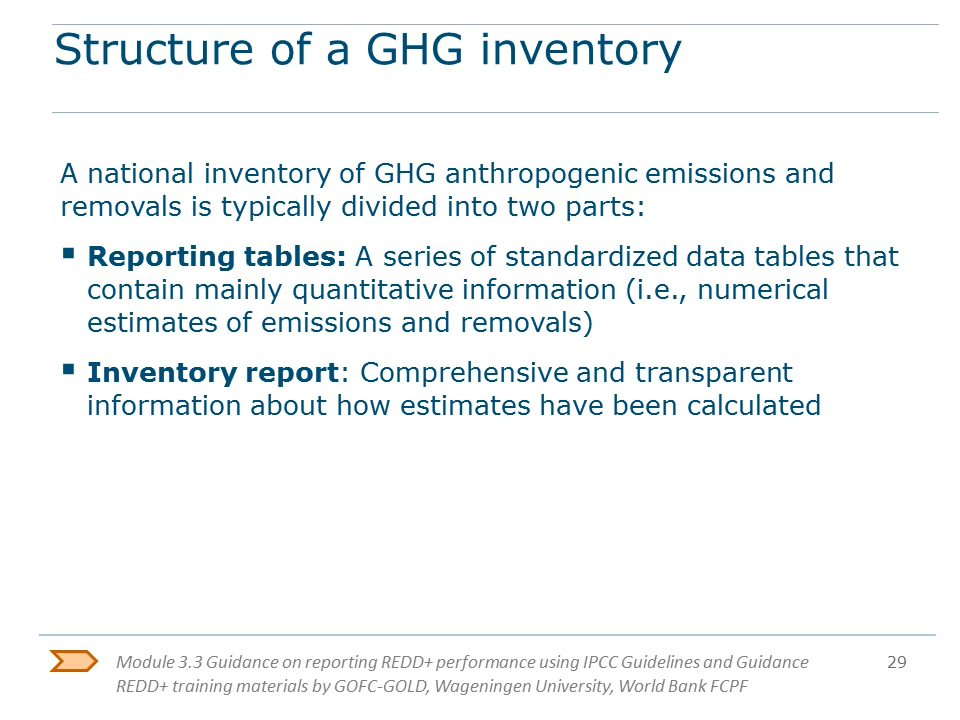 Structure of a GHG inventory
A national inventory of GHG anthropogenic emissions and
removals is typically divided into two parts:
▪ Reporting tables: A series of standardized data tables that
contain mainly quantitative information (i.e., numerical
estimates of emissions and removals)
▪ Inventory report: Comprehensive and transparent
information about how estimates have been calculated
Module 3.3 Guidance on reporting REDD+ performance using IPCC Guidelines and Guidance
REDD+ training materials by GOFC-GOLD, Wageningen University, World Bank FCPF
29